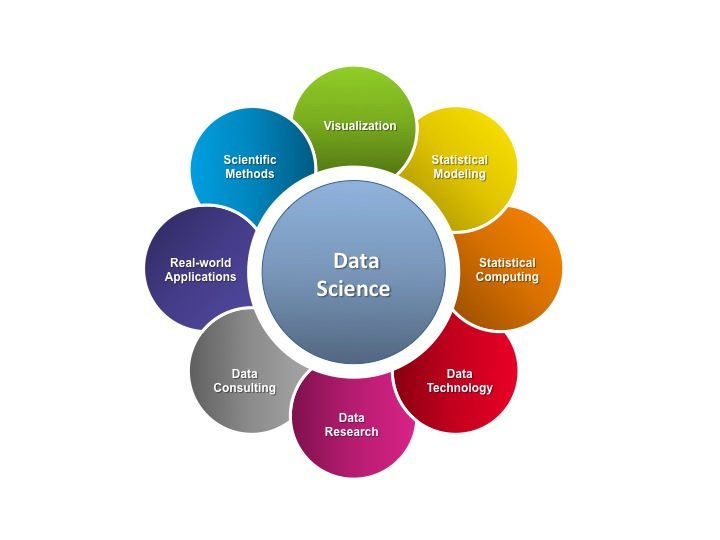 Visualization
Statistical
Modeling
Statistical
Computing
Data
Technology
Data
Research
Data
Consulting
Real-world
Applications
Scientific
Methods
Data
Science